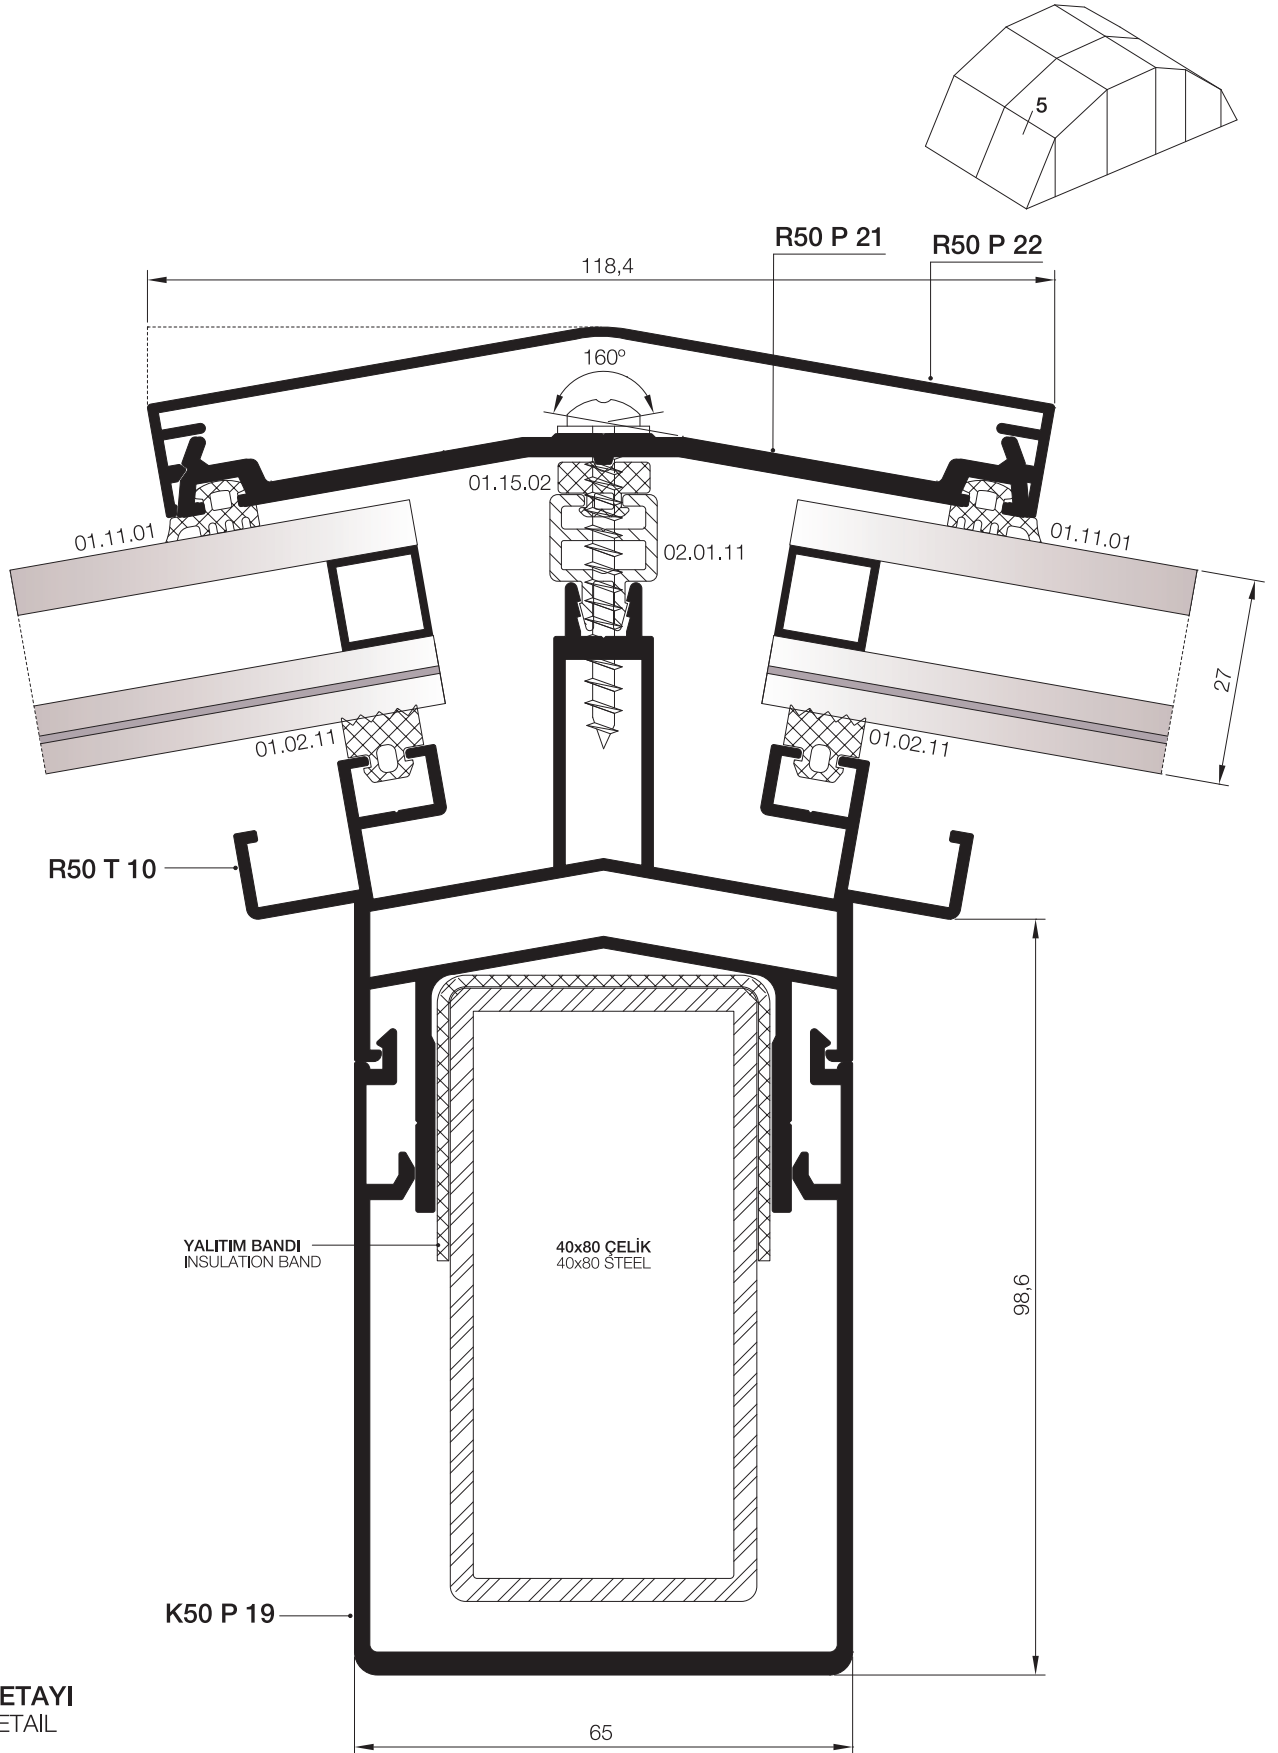 5
R50 P 21
R50 P 22
118,4
160º
01.15.02
01.11.01
01.11.01
02.01.11
27
01.02.11
01.02.11
R50 T 10
YALITIM BANDI
INSULATION BAND
40x80 ÇELİK
40x80 STEEL
98,6
K50 P 19
ETAYI
ETAIL
65